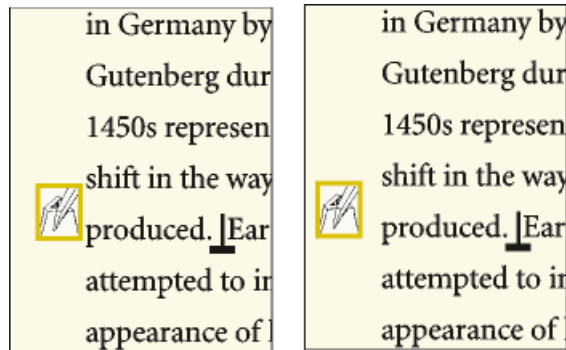 in Germany by
Gutenberg dur
1450s represen
shift in the way
produced. Ear
attempted to in
appearance of
in Germany by
Gutenberg dur
1450s represen
shift in the way
produced. Ear
attempted to in
appearance of